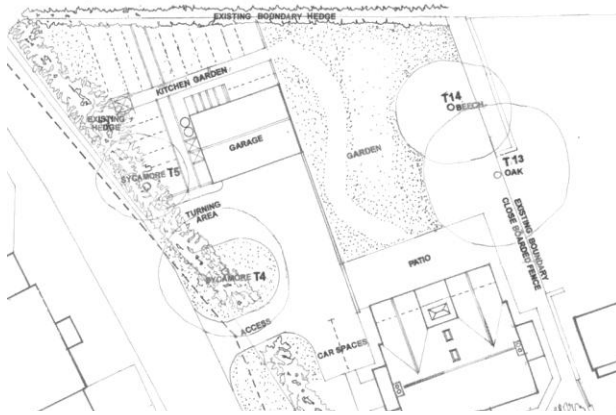 EXISTING BOUNDARY HEDGE
KITCHEN GARDEN
EXISTING
HEDGE
T14
BEECH
GARAGE
GARDEN
T13
OAK
SYCAMORE T5
TURNING
AREA
EXISTING BOUNDARY
CLOSE BOARDED FENCE
PATIO
SYCAMORE T4
ACCESS
CAR SPACES